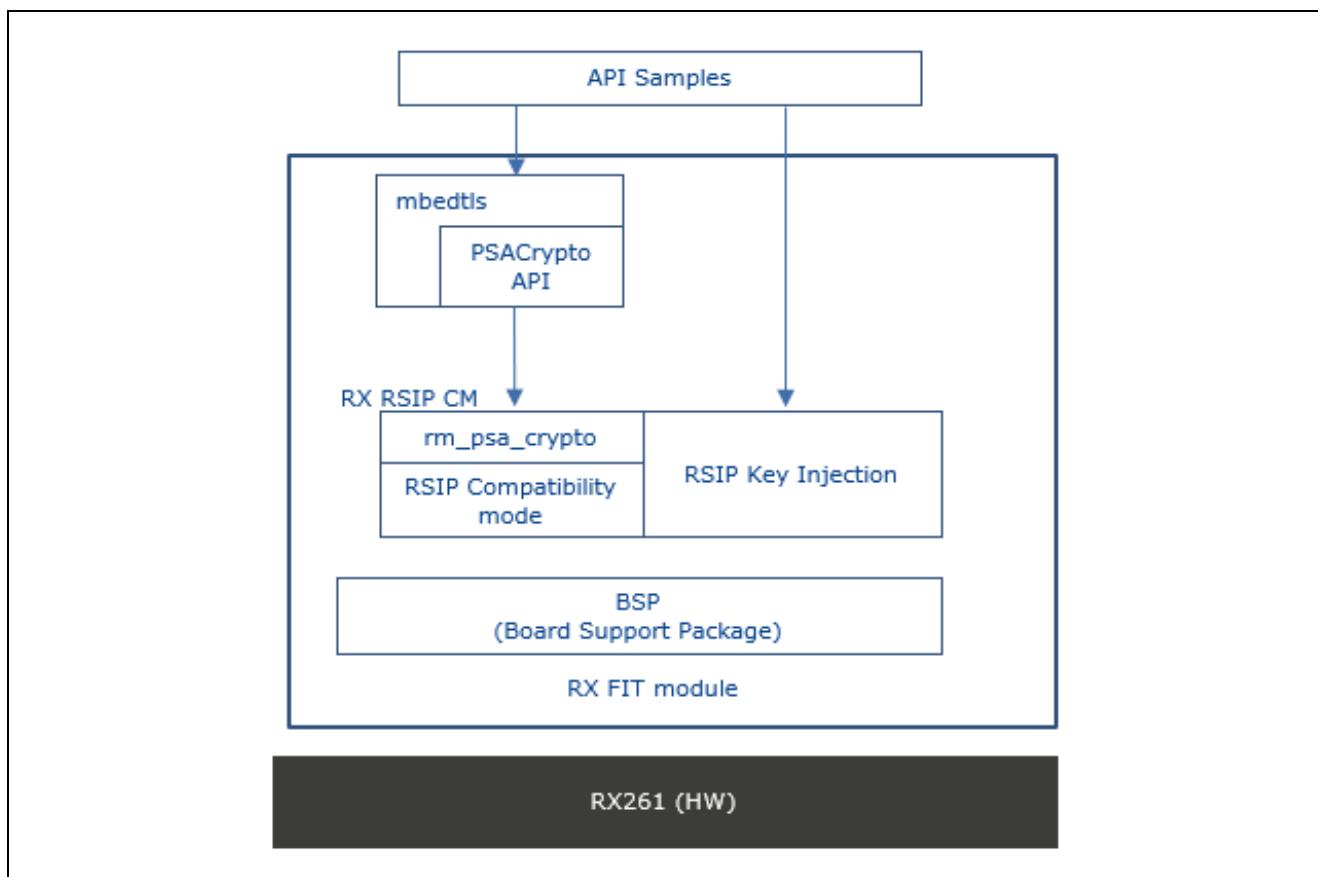 API Samples
mbedtls
PSACrypto
API
RX RSIP CM
rm_psa_crypto
RSIP Compatibility
mode
RSIP Key Injection
BSP
(Board Support Package)
RX FIT module
RX261 (HW)